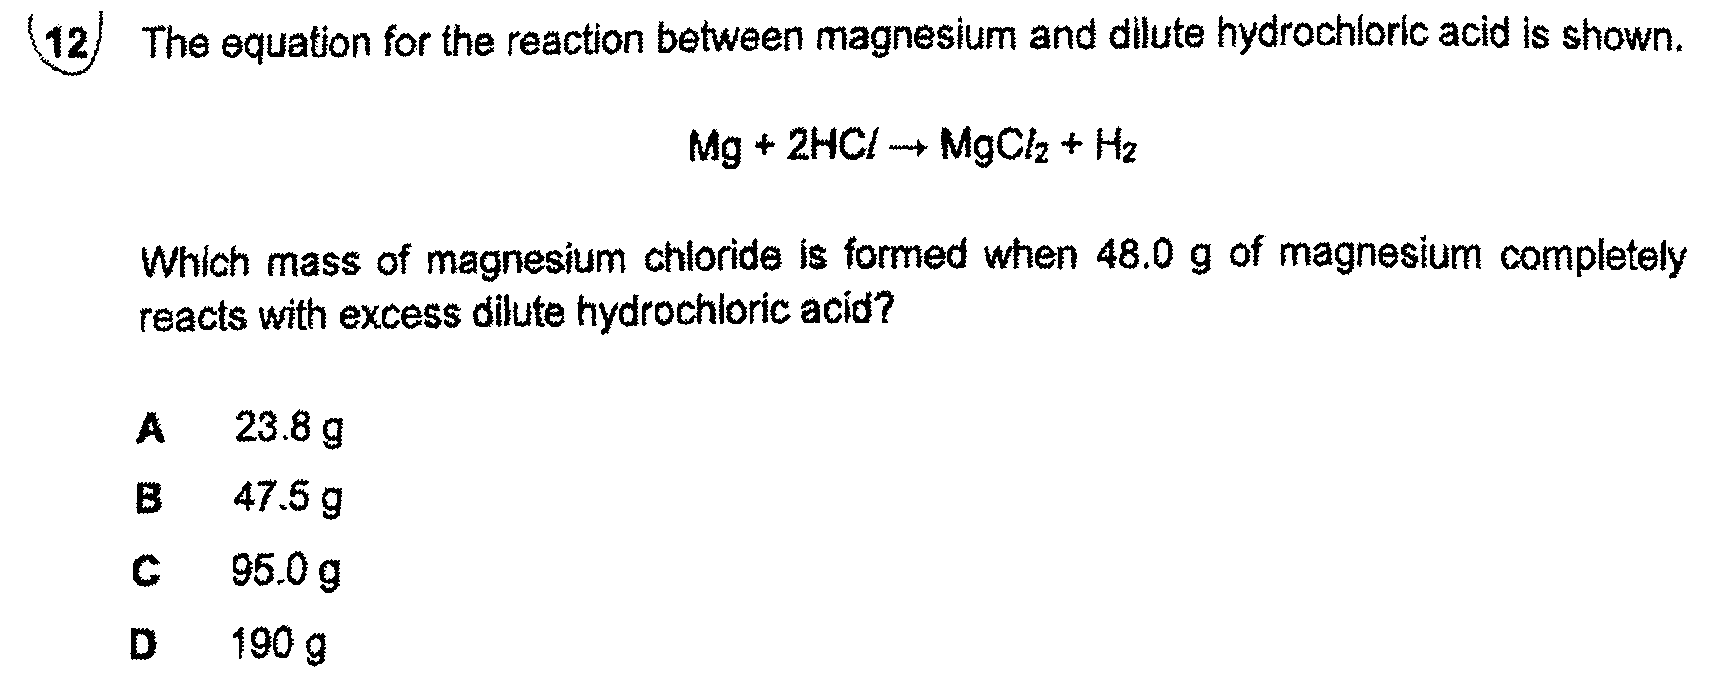 12 The equation for the reaction between magnesium and dilute hydrochloric acid is shown.
Mg + 2HCl → MgCl₂ + H₂
Which mass of magnesium chloride is formed when 48.0 g of magnesium completely
reacts with excess dilute hydrochloric acid?
A 23.8 g
B 47.5 g
C 95.0 g
D 190 g